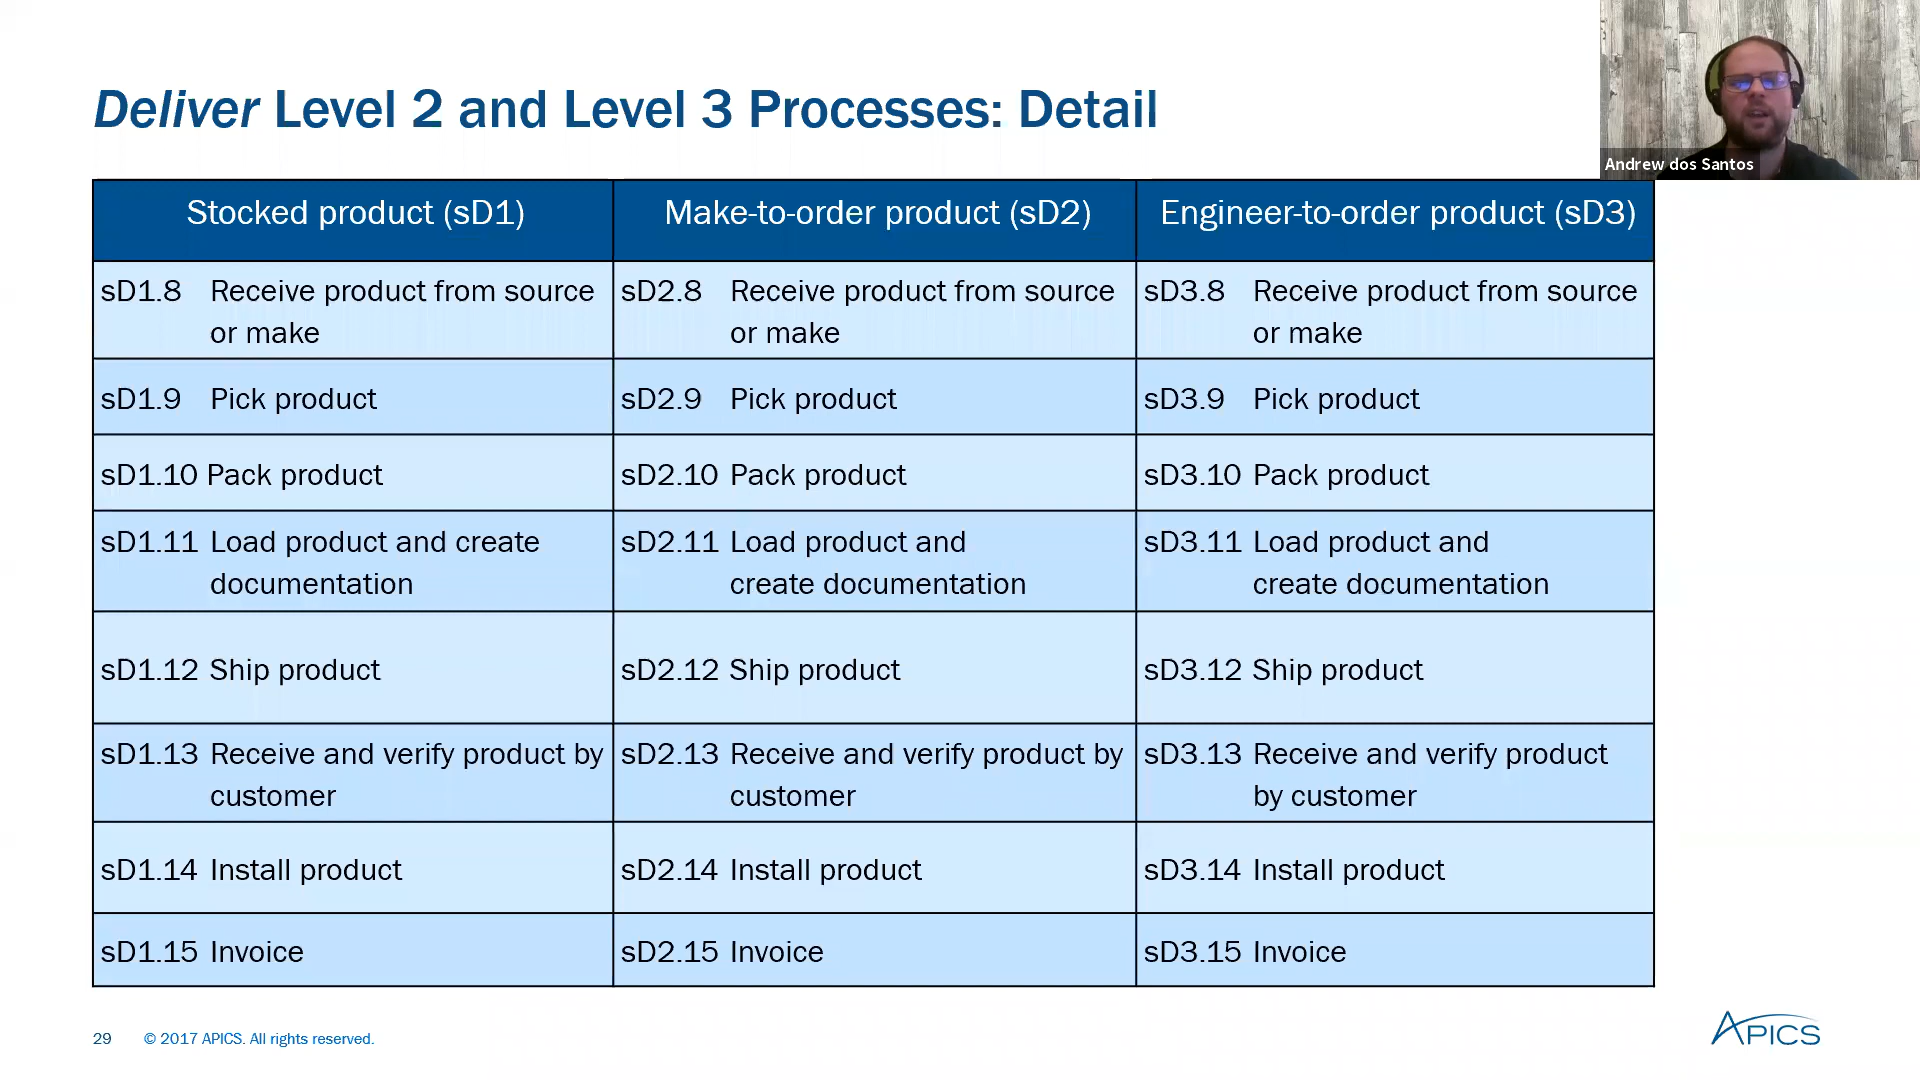 Deliver Level 2 and Level 3 Processes: Detail
Andrew dos Santos
Stocked product (sD1) Make-to-order product (sD2) Engineer-to-order product (sD3)
sD1.8 Receive product from source
or make
sD2.8 Receive product from source
or make
sD3.8 Receive product from source
or make
sD1.9 Pick product
sD2.9 Pick product
sD3.9 Pick product
sD1.10 Pack product
sD2.10 Pack product
sD3.10 Pack product
sD1.11 Load product and create
documentation
sD2.11 Load product and
create documentation
sD3.11 Load product and
create documentation
sD1.12 Ship product
sD2.12 Ship product
sD3.12 Ship product
sD1.13 Receive and verify product by
customer
sD2.13 Receive and verify product by
customer
sD3.13 Receive and verify product
by customer
sD1.14 Install product
sD2.14 Install product
sD3.14 Install product
sD1.15 Invoice
sD2.15 Invoice
sD3.15 Invoice
29 © 2017 APICS. All rights reserved.
APICS